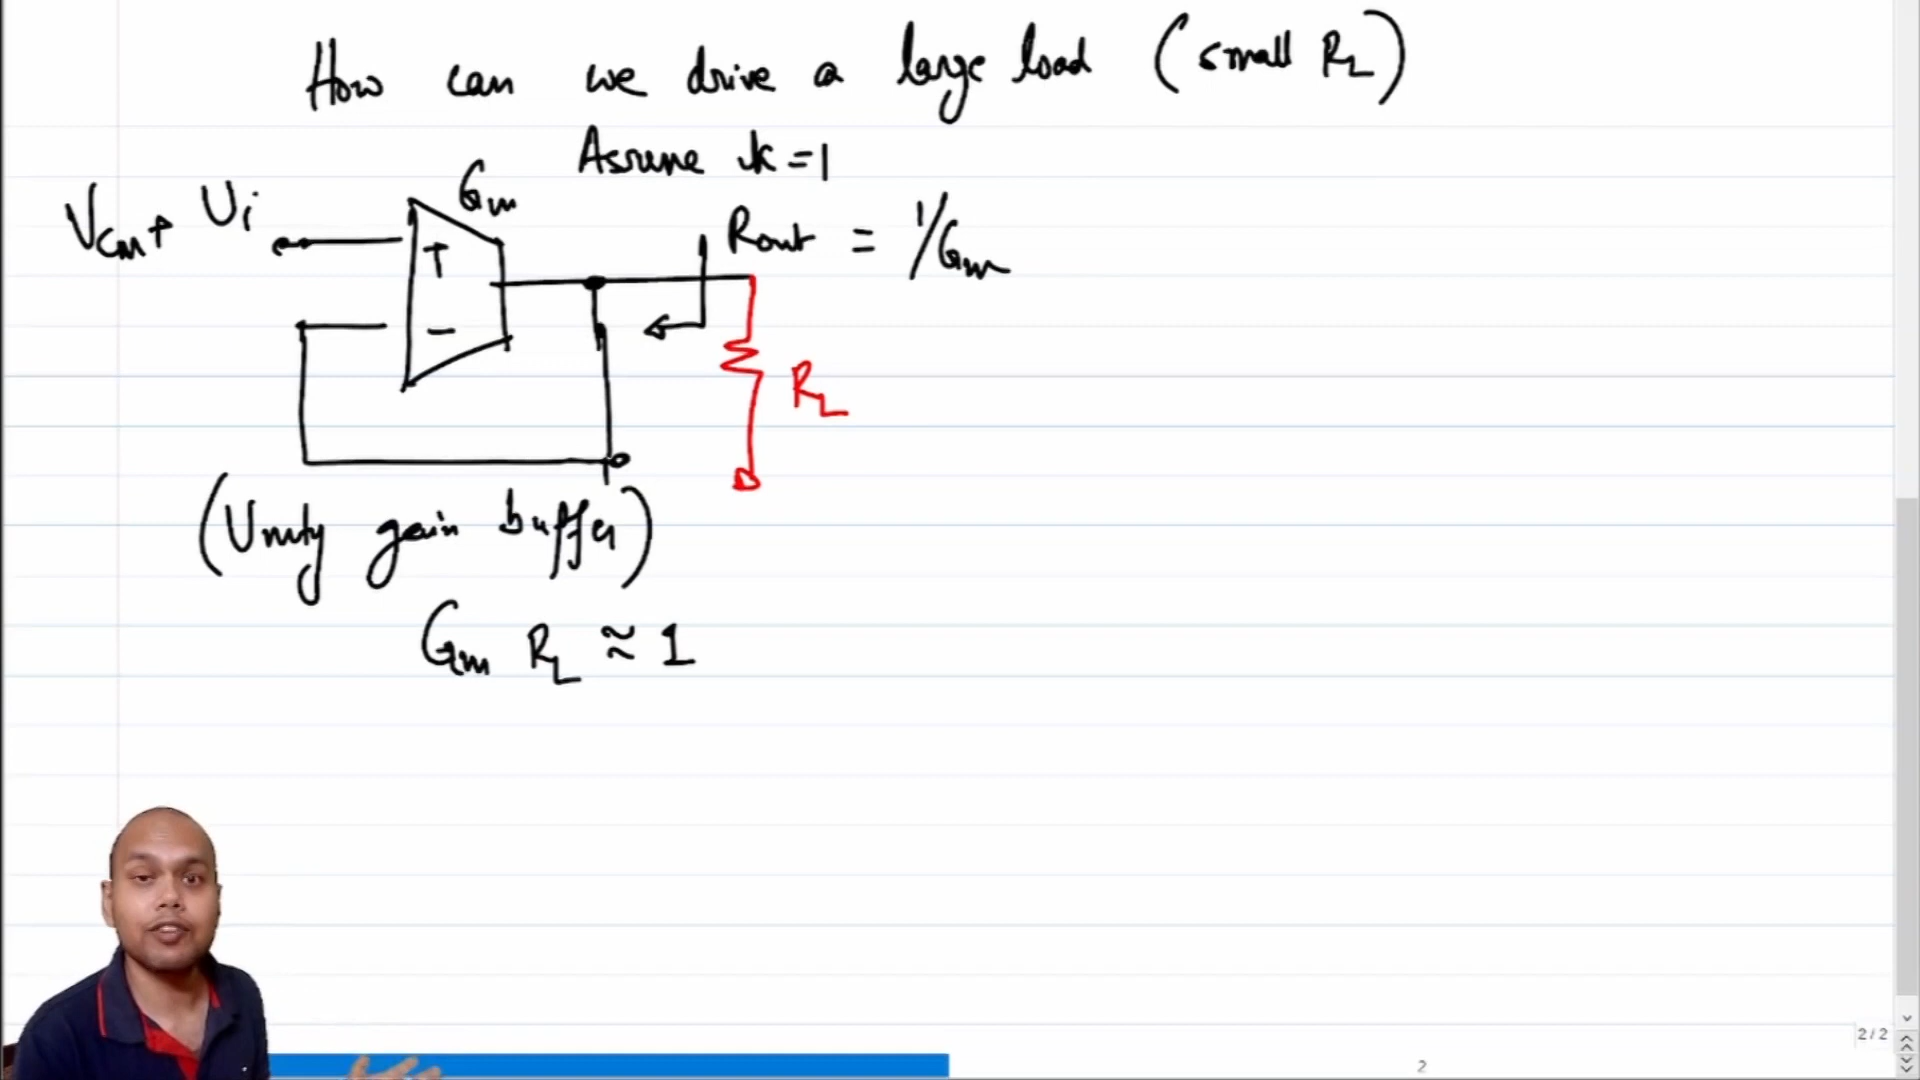 How can we drive a large load (small RL)
Assume k = 1
Gm
Vcm + Vi
+
Rout = 1/Gm
-
RL
(Unity gain buffer)
Gm RL ≈ 1
2/2
2